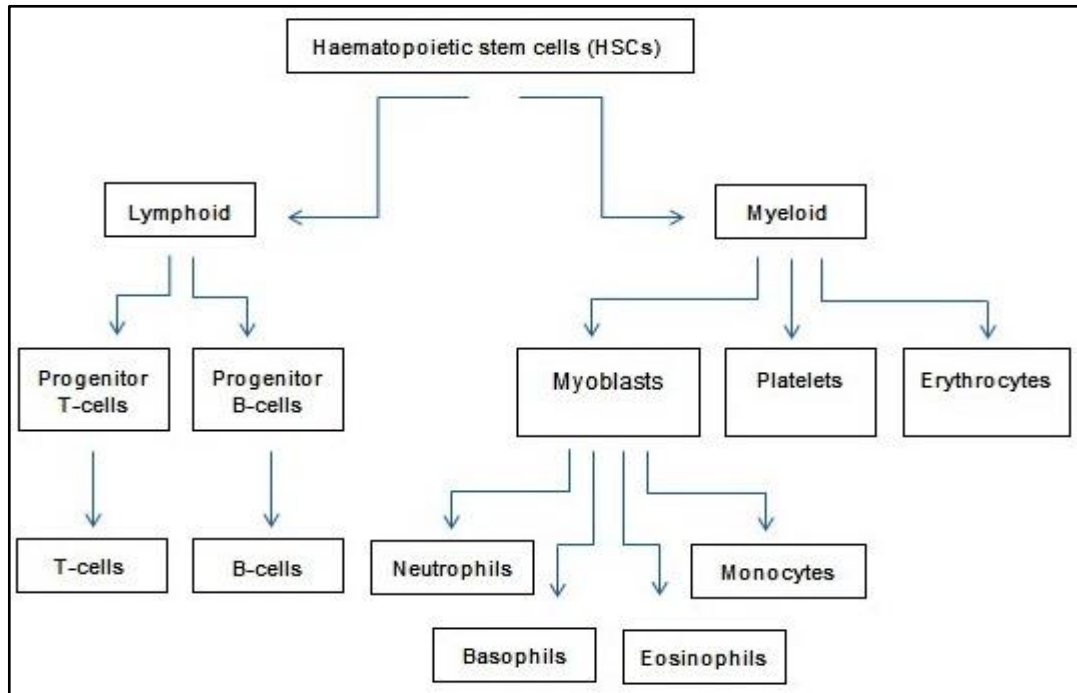 Haematopoietic stem cells (HSCs)
Lymphoid
Myeloid
Progenitor
T-cells
Progenitor
B-cells
Myoblasts
Platelets
Erythrocytes
T-cells
B-cells
Neutrophils
Monocytes
Basophils
Eosinophils